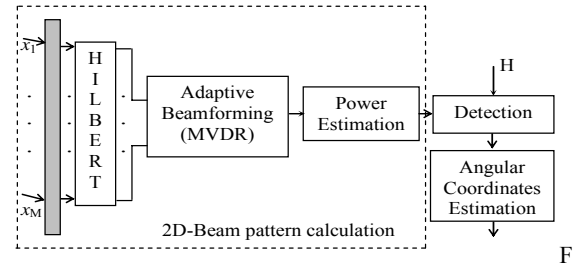 x1
xM
H
I
L
B
E
R
T
Adaptive
Beamforming
(MVDR)
Power
Estimation
H
Detection
Angular
Coordinates
Estimation
2D-Beam pattern calculation
F